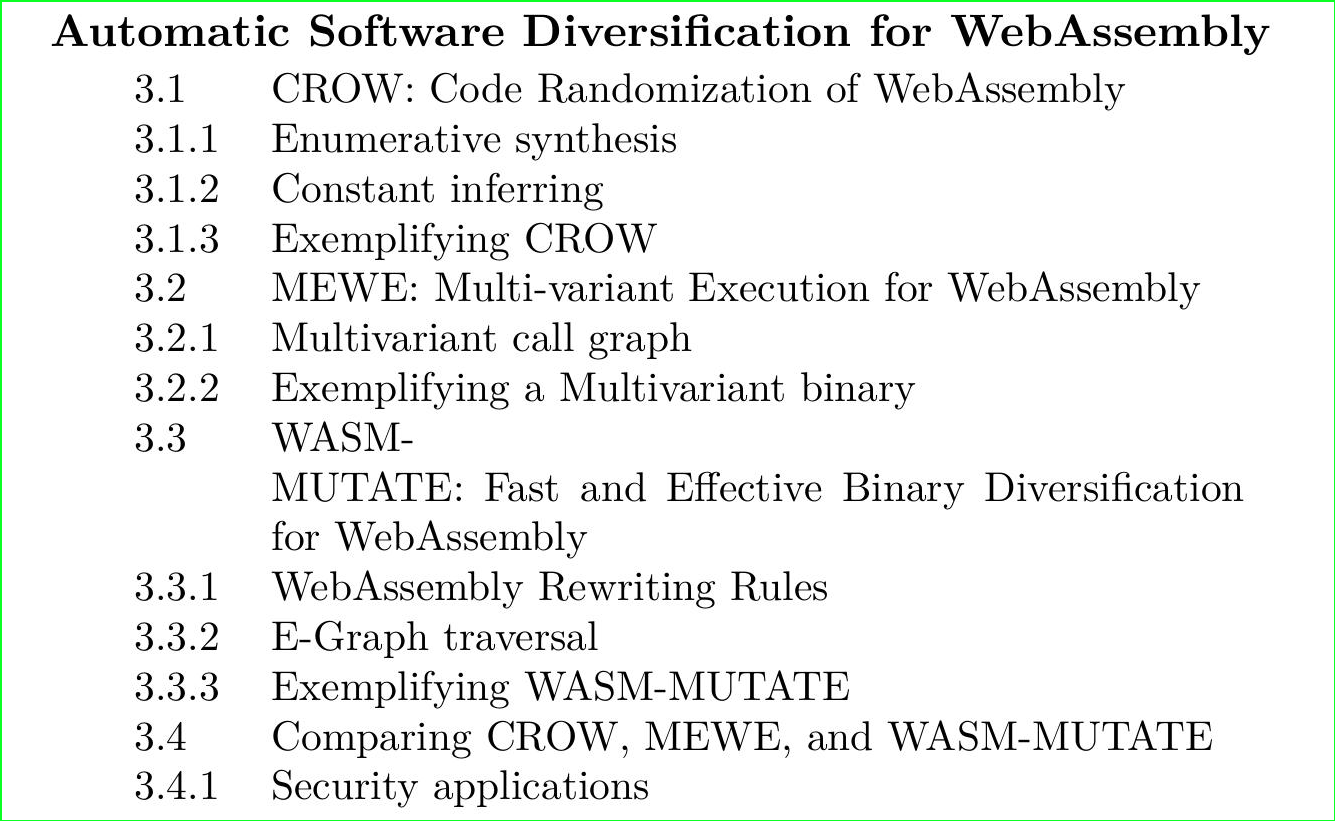 Automatic Software Diversification for WebAssembly
3.1 CROW: Code Randomization of WebAssembly
3.1.1 Enumerative synthesis
3.1.2 Constant inferring
3.1.3 Exemplifying CROW
3.2 MEWE: Multi-variant Execution for WebAssembly
3.2.1 Multivariant call graph
3.2.2 Exemplifying a Multivariant binary
3.3 WASM-
MUTATE: Fast and Effective Binary Diversification
for WebAssembly
3.3.1 WebAssembly Rewriting Rules
3.3.2 E-Graph traversal
3.3.3 Exemplifying WASM-MUTATE
3.4 Comparing CROW, MEWE, and WASM-MUTATE
3.4.1 Security applications